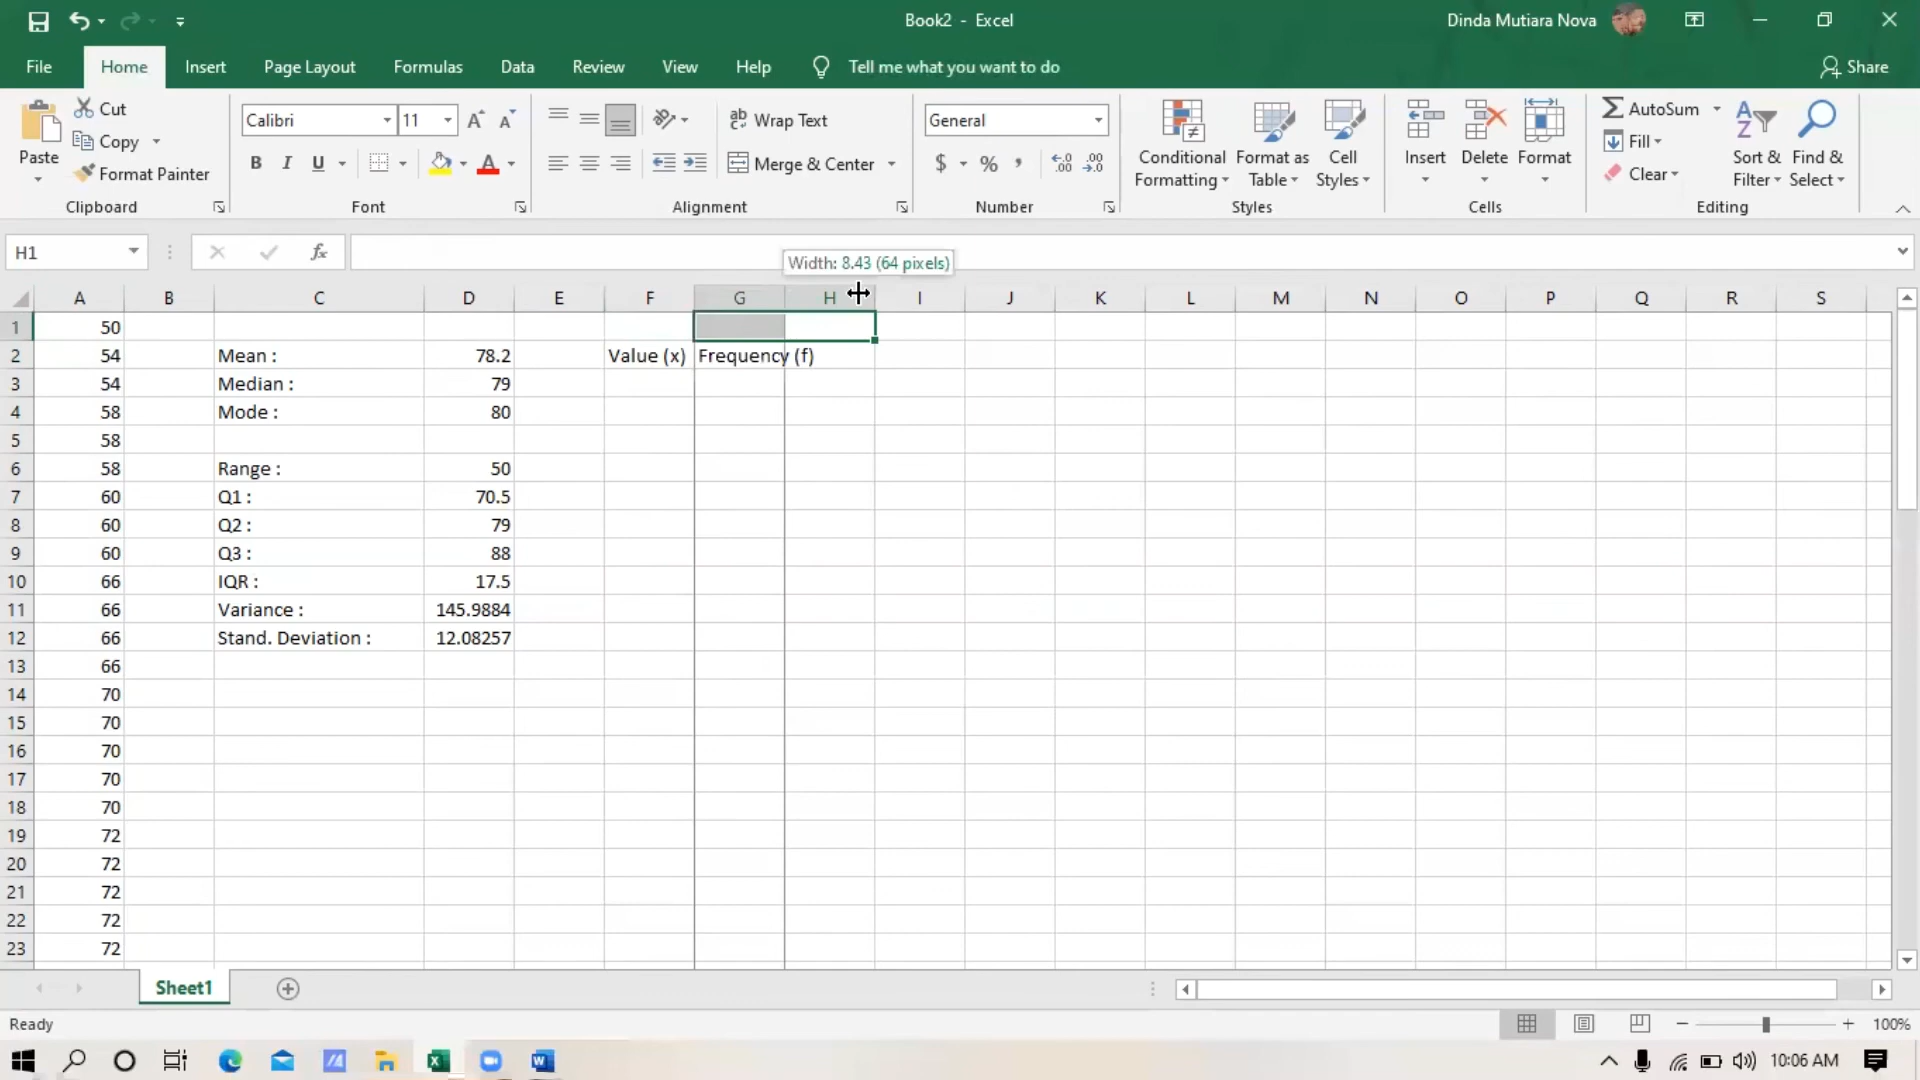 Book2 - Excel
Dinda Mutiara Nova
File
Home
Insert
Page Layout
Formulas
Data
Review
View
Help
Tell me what you want to do
Share
Paste
Cut
Copy
Format Painter
Clipboard
Calibri
11
B I U
Font
Wrap Text
Merge & Center
Alignment
General
$ % ,
Number
Conditional Formatting
Format as Table
Cell Styles
Styles
Insert
Delete
Format
Cells
AutoSum
Fill
Clear
Sort & Filter
Find & Select
Editing
H1
fx
Width: 8.43 (64 pixels)
A B C D E F G H I J K L M N O P Q R S
1 50
2 54 Mean : 78.2 Value (x) Frequency (f)
3 54 Median : 79
4 58 Mode : 80
5 58
6 58 Range : 50
7 60 Q1 : 70.5
8 60 Q2 : 79
9 60 Q3 : 88
10 66 IQR : 17.5
11 66 Variance : 145.9884
12 66 Stand. Deviation : 12.08257
13 66
14 70
15 70
16 70
17 70
18 70
19 72
20 72
21 72
22 72
23 72
Sheet1
Ready
100%
10:06 AM